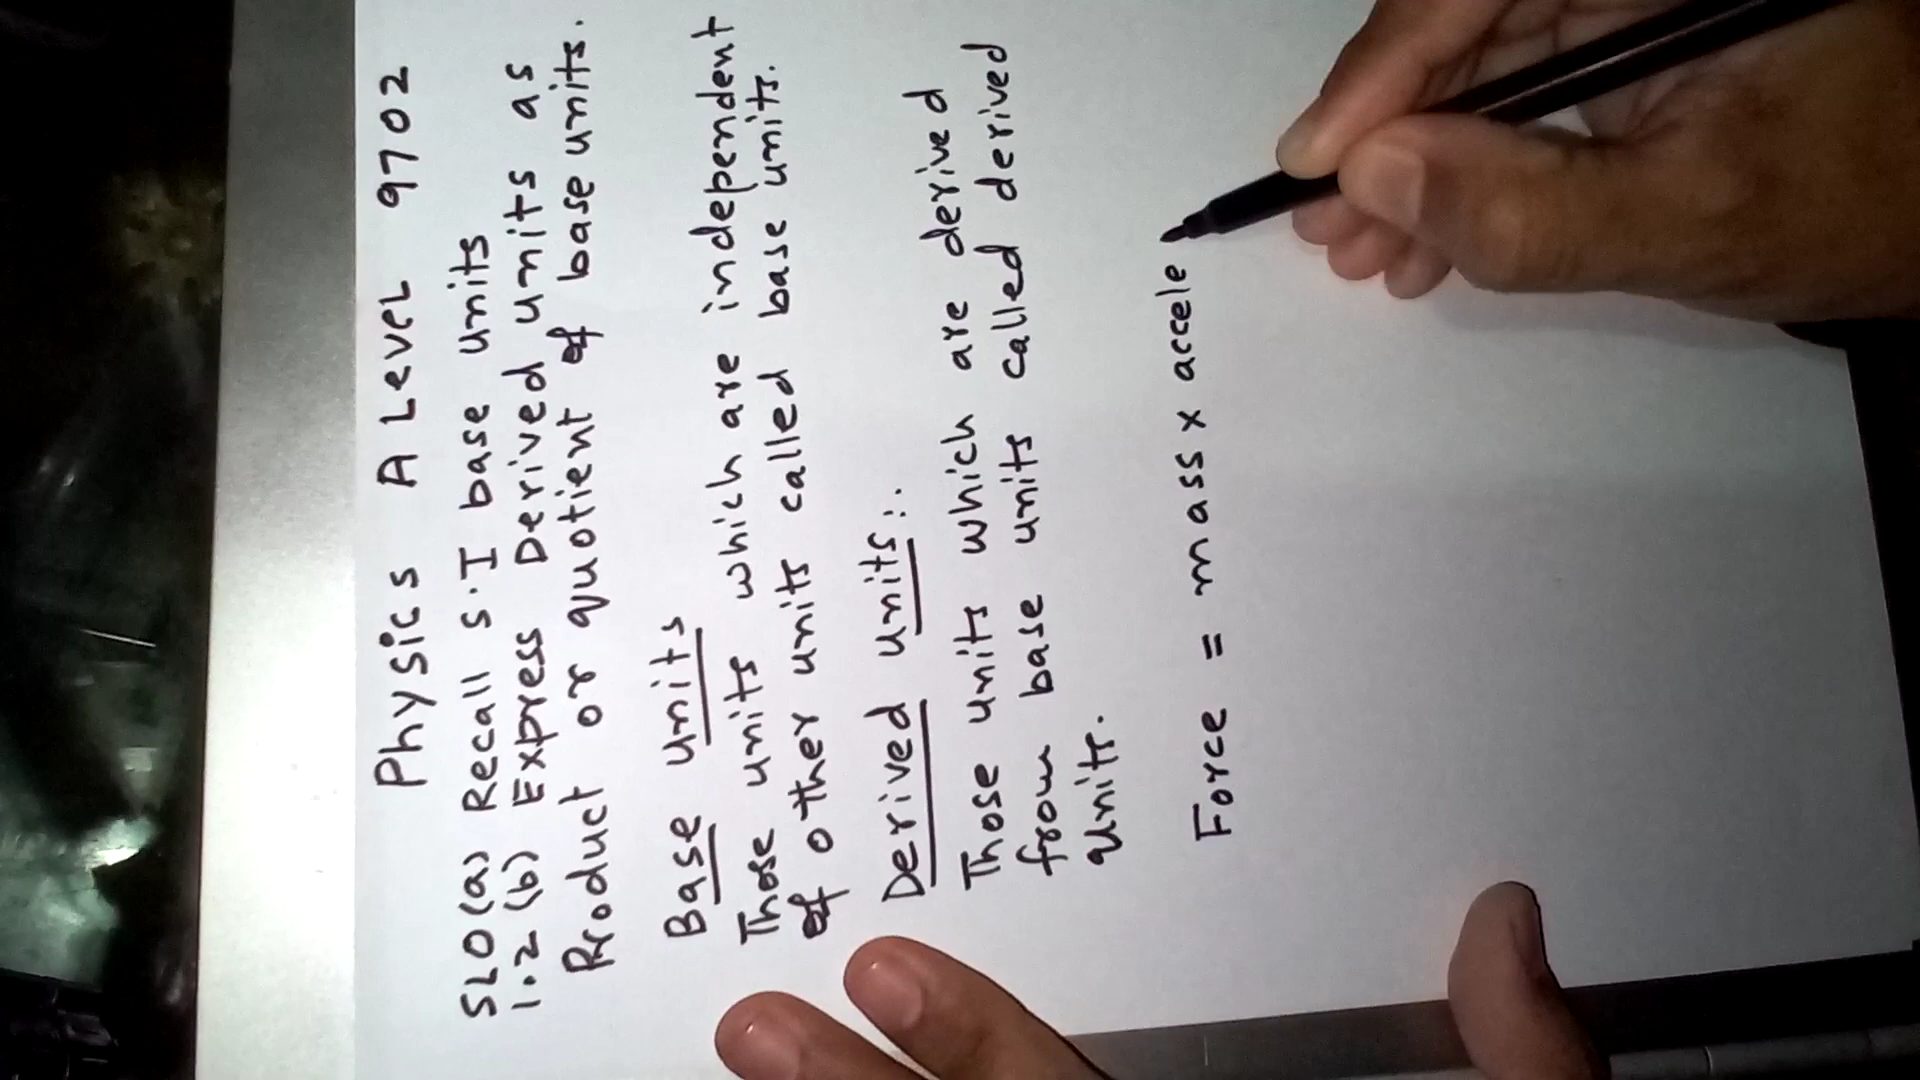 Physics A Level 9702
SLO(a) Recall S.I base units
1.2(b) Express Derived units as
Product or quotient of base units.
Base units
Those units which are independent
of other units called base units.
Derived units:.
Those units which are derived
from base units called derived
units.
Force = mass x accele